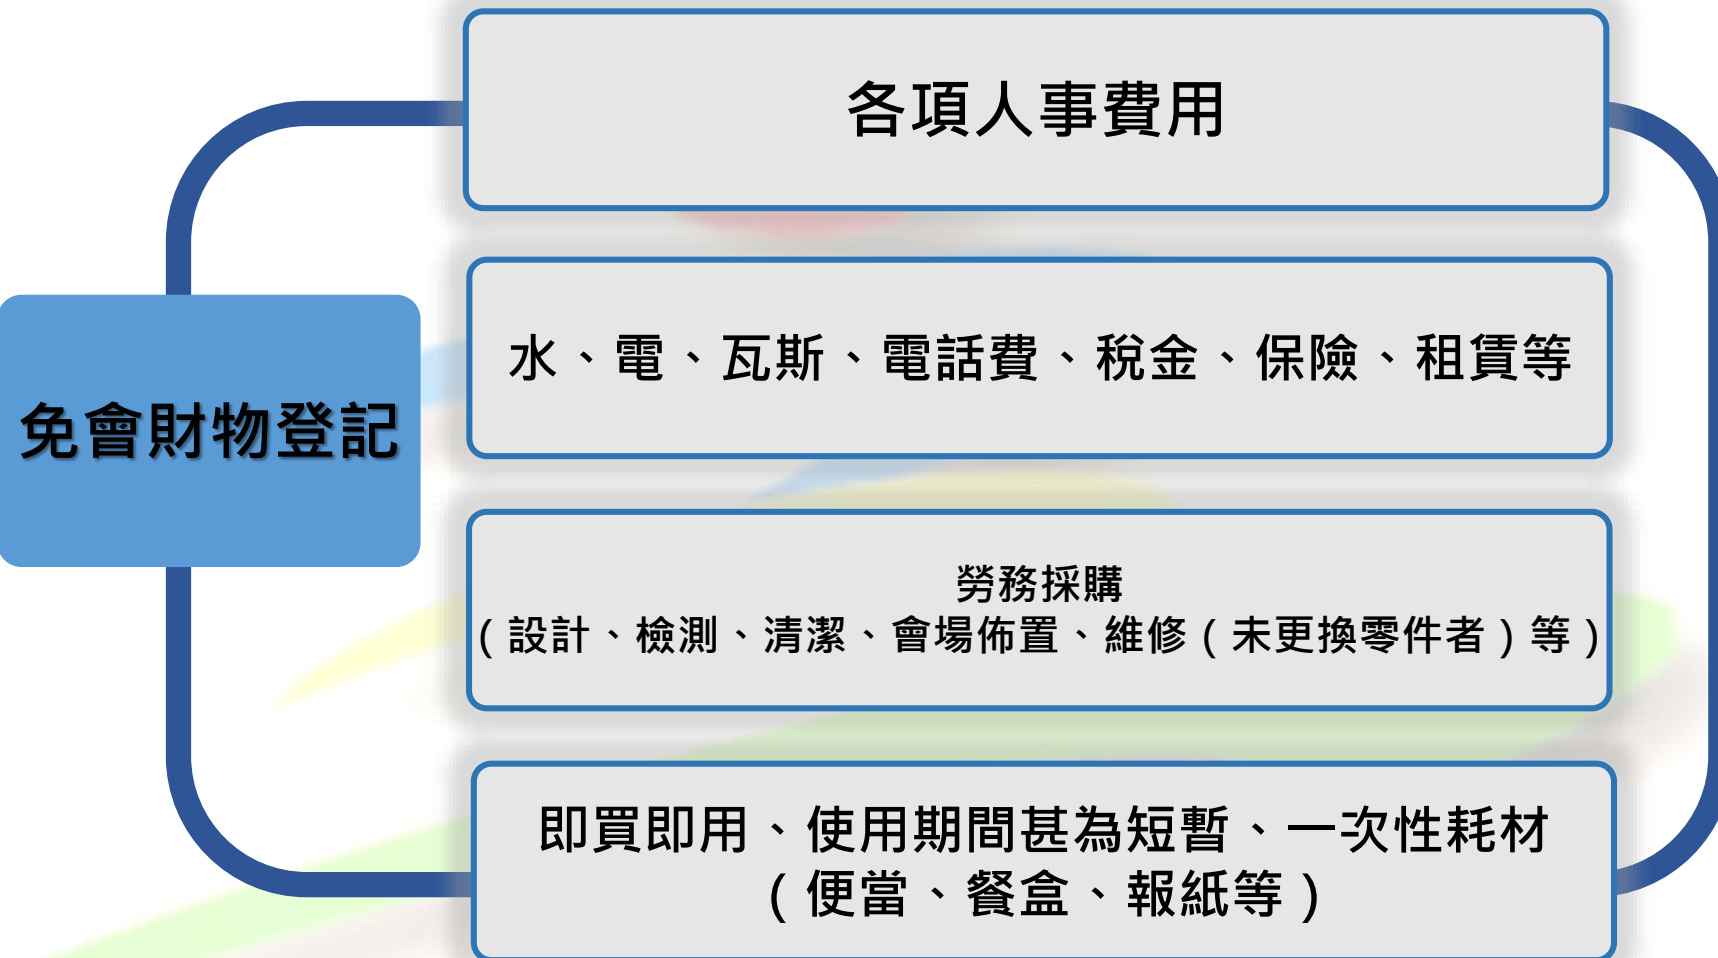 各項人事費用
水、電、瓦斯、電話費、稅金、保險、租賃等
免會財物登記
勞務採購
（設計、檢測、清潔、會場佈置、維修（未更換零件者）等）
即買即用、使用期間甚為短暫、一次性耗材
（便當、餐盒、報紙等）